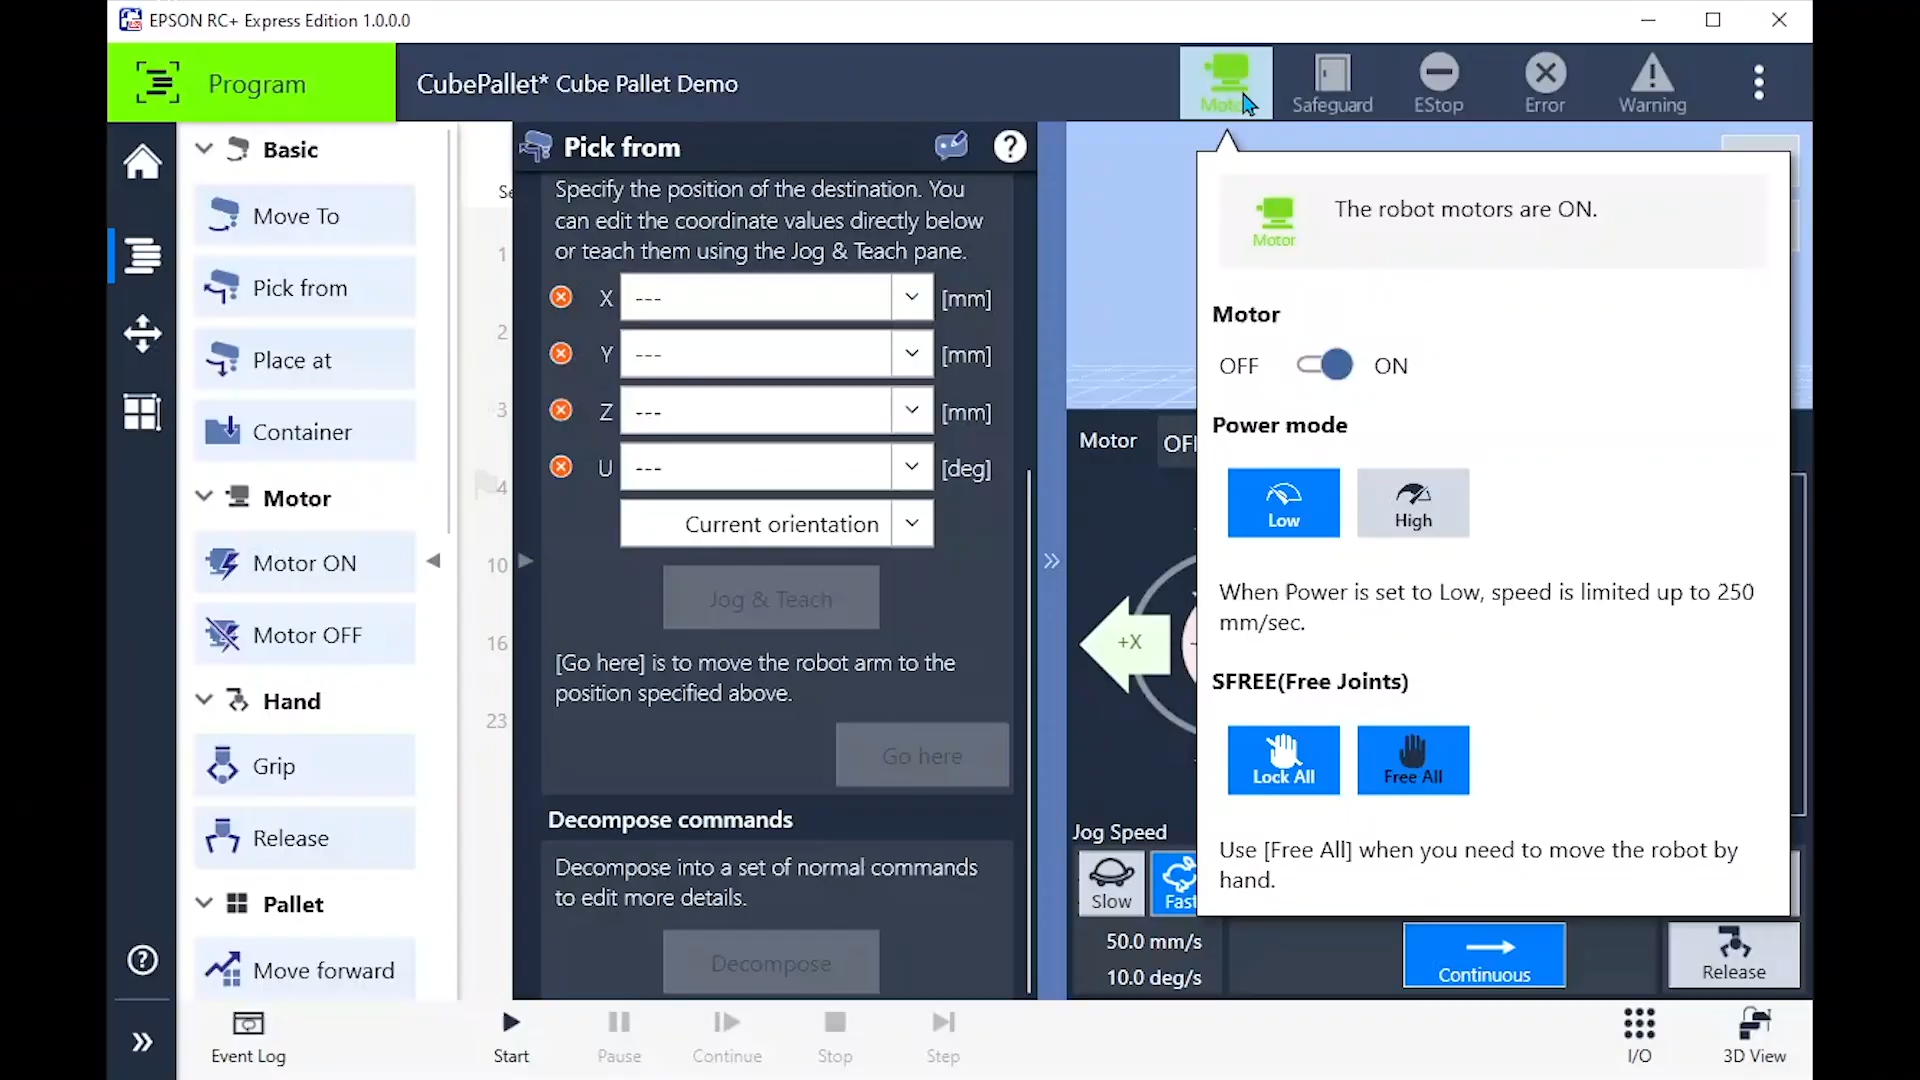 EPSON RC+ Express Edition 1.0.0.0
Program
CubePallet* Cube Pallet Demo
Safeguard
EStop
Error
Warning
Basic
Move To
Pick from
Place at
Container
Motor
Motor ON
Motor OFF
Hand
Grip
Release
Pallet
Move forward
1
2
3
4
10
16
23
Pick from
Specify the position of the destination. You
can edit the coordinate values directly below
or teach them using the Jog & Teach pane.
X --- [mm]
Y --- [mm]
Z --- [mm]
U --- [deg]
Current orientation
Jog & Teach
[Go here] is to move the robot arm to the
position specified above.
Go here
Decompose commands
Decompose into a set of normal commands
to edit more details.
Decompose
Motor
+X
Jog Speed
Slow
Fast
50.0 mm/s
10.0 deg/s
Continuous
Release
Motor
The robot motors are ON.
Motor
OFF ON
Power mode
Low High
When Power is set to Low, speed is limited up to 250
mm/sec.
SFREE(Free Joints)
Lock All Free All
Use [Free All] when you need to move the robot by
hand.
Event Log
Start
Pause
Continue
Stop
Step
I/O
3D View